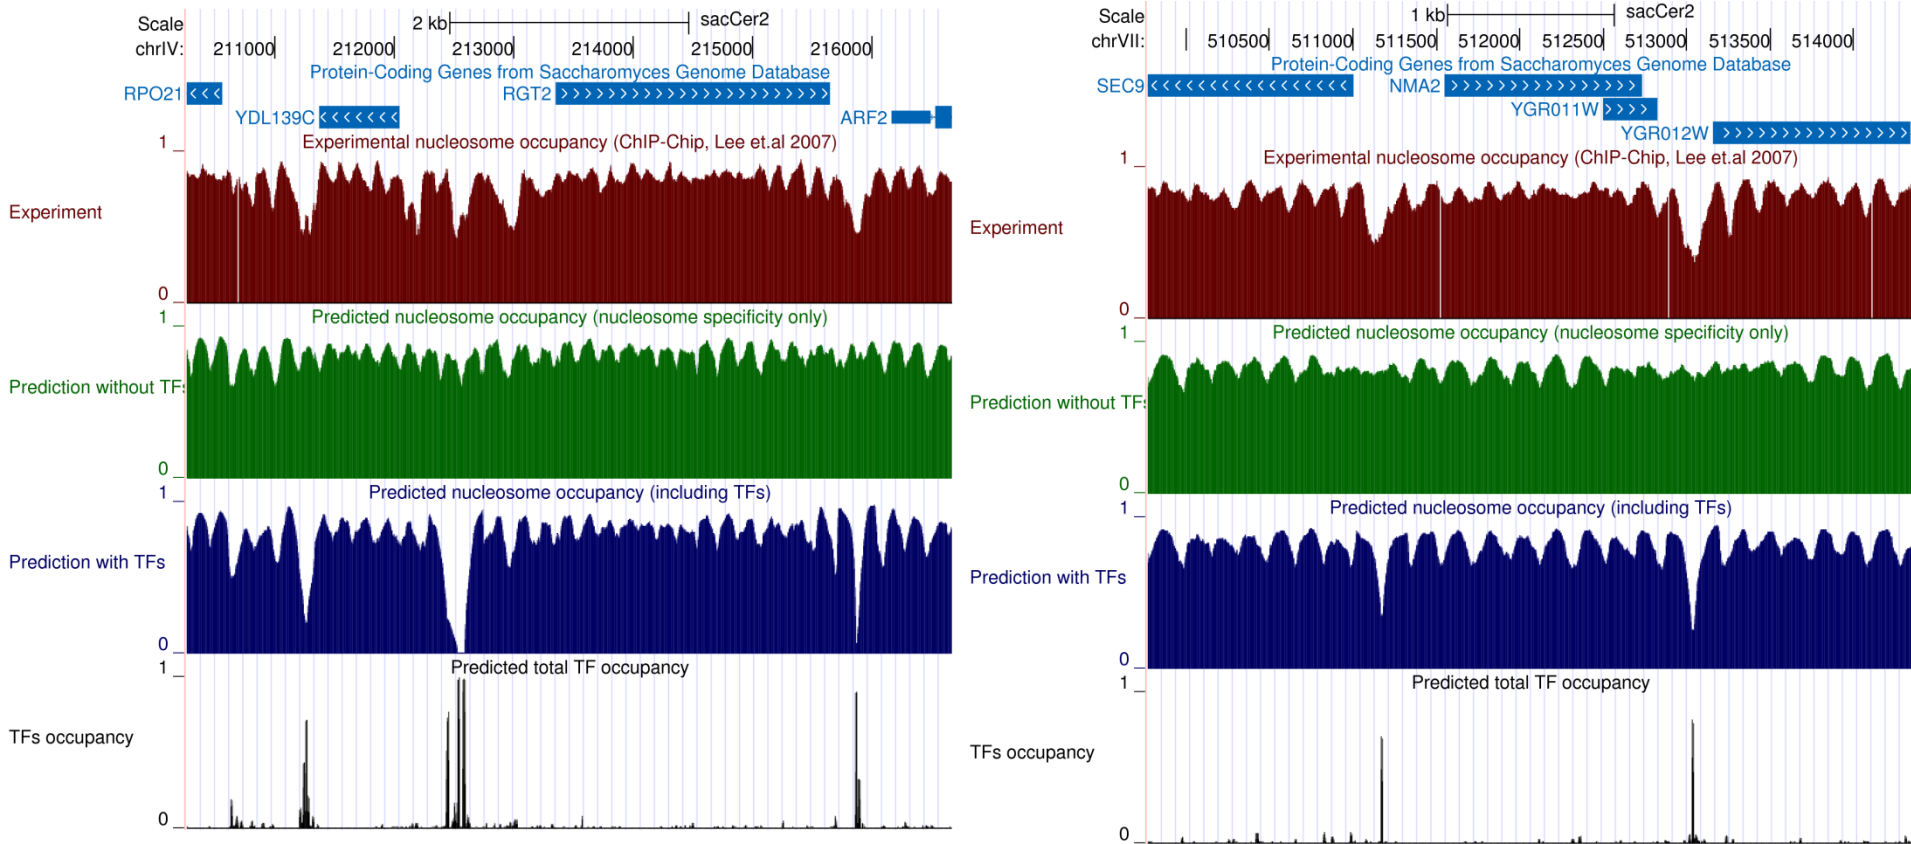 Scale 2 kb sacCer2
chrIV: 211000 212000 213000 214000 215000 216000
Protein-Coding Genes from Saccharomyces Genome Database
RPO21 RGT2
YDL139C ARF2
Experimental nucleosome occupancy (ChIP-Chip, Lee et.al 2007)
1
Experiment
0
Predicted nucleosome occupancy (nucleosome specificity only)
1
Prediction without TFs
0
Predicted nucleosome occupancy (including TFs)
1
Prediction with TFs
0
Predicted total TF occupancy
1
TFs occupancy
0
Scale 1 kb sacCer2
chrVII: 510500 511000 511500 512000 512500 513000 513500 514000
Protein-Coding Genes from Saccharomyces Genome Database
SEC9 NMA2
YGR011W
YGR012W
Experimental nucleosome occupancy (ChIP-Chip, Lee et.al 2007)
1
Experiment
0
Predicted nucleosome occupancy (nucleosome specificity only)
1
Prediction without TFs
0
Predicted nucleosome occupancy (including TFs)
1
Prediction with TFs
0
Predicted total TF occupancy
1
TFs occupancy
0